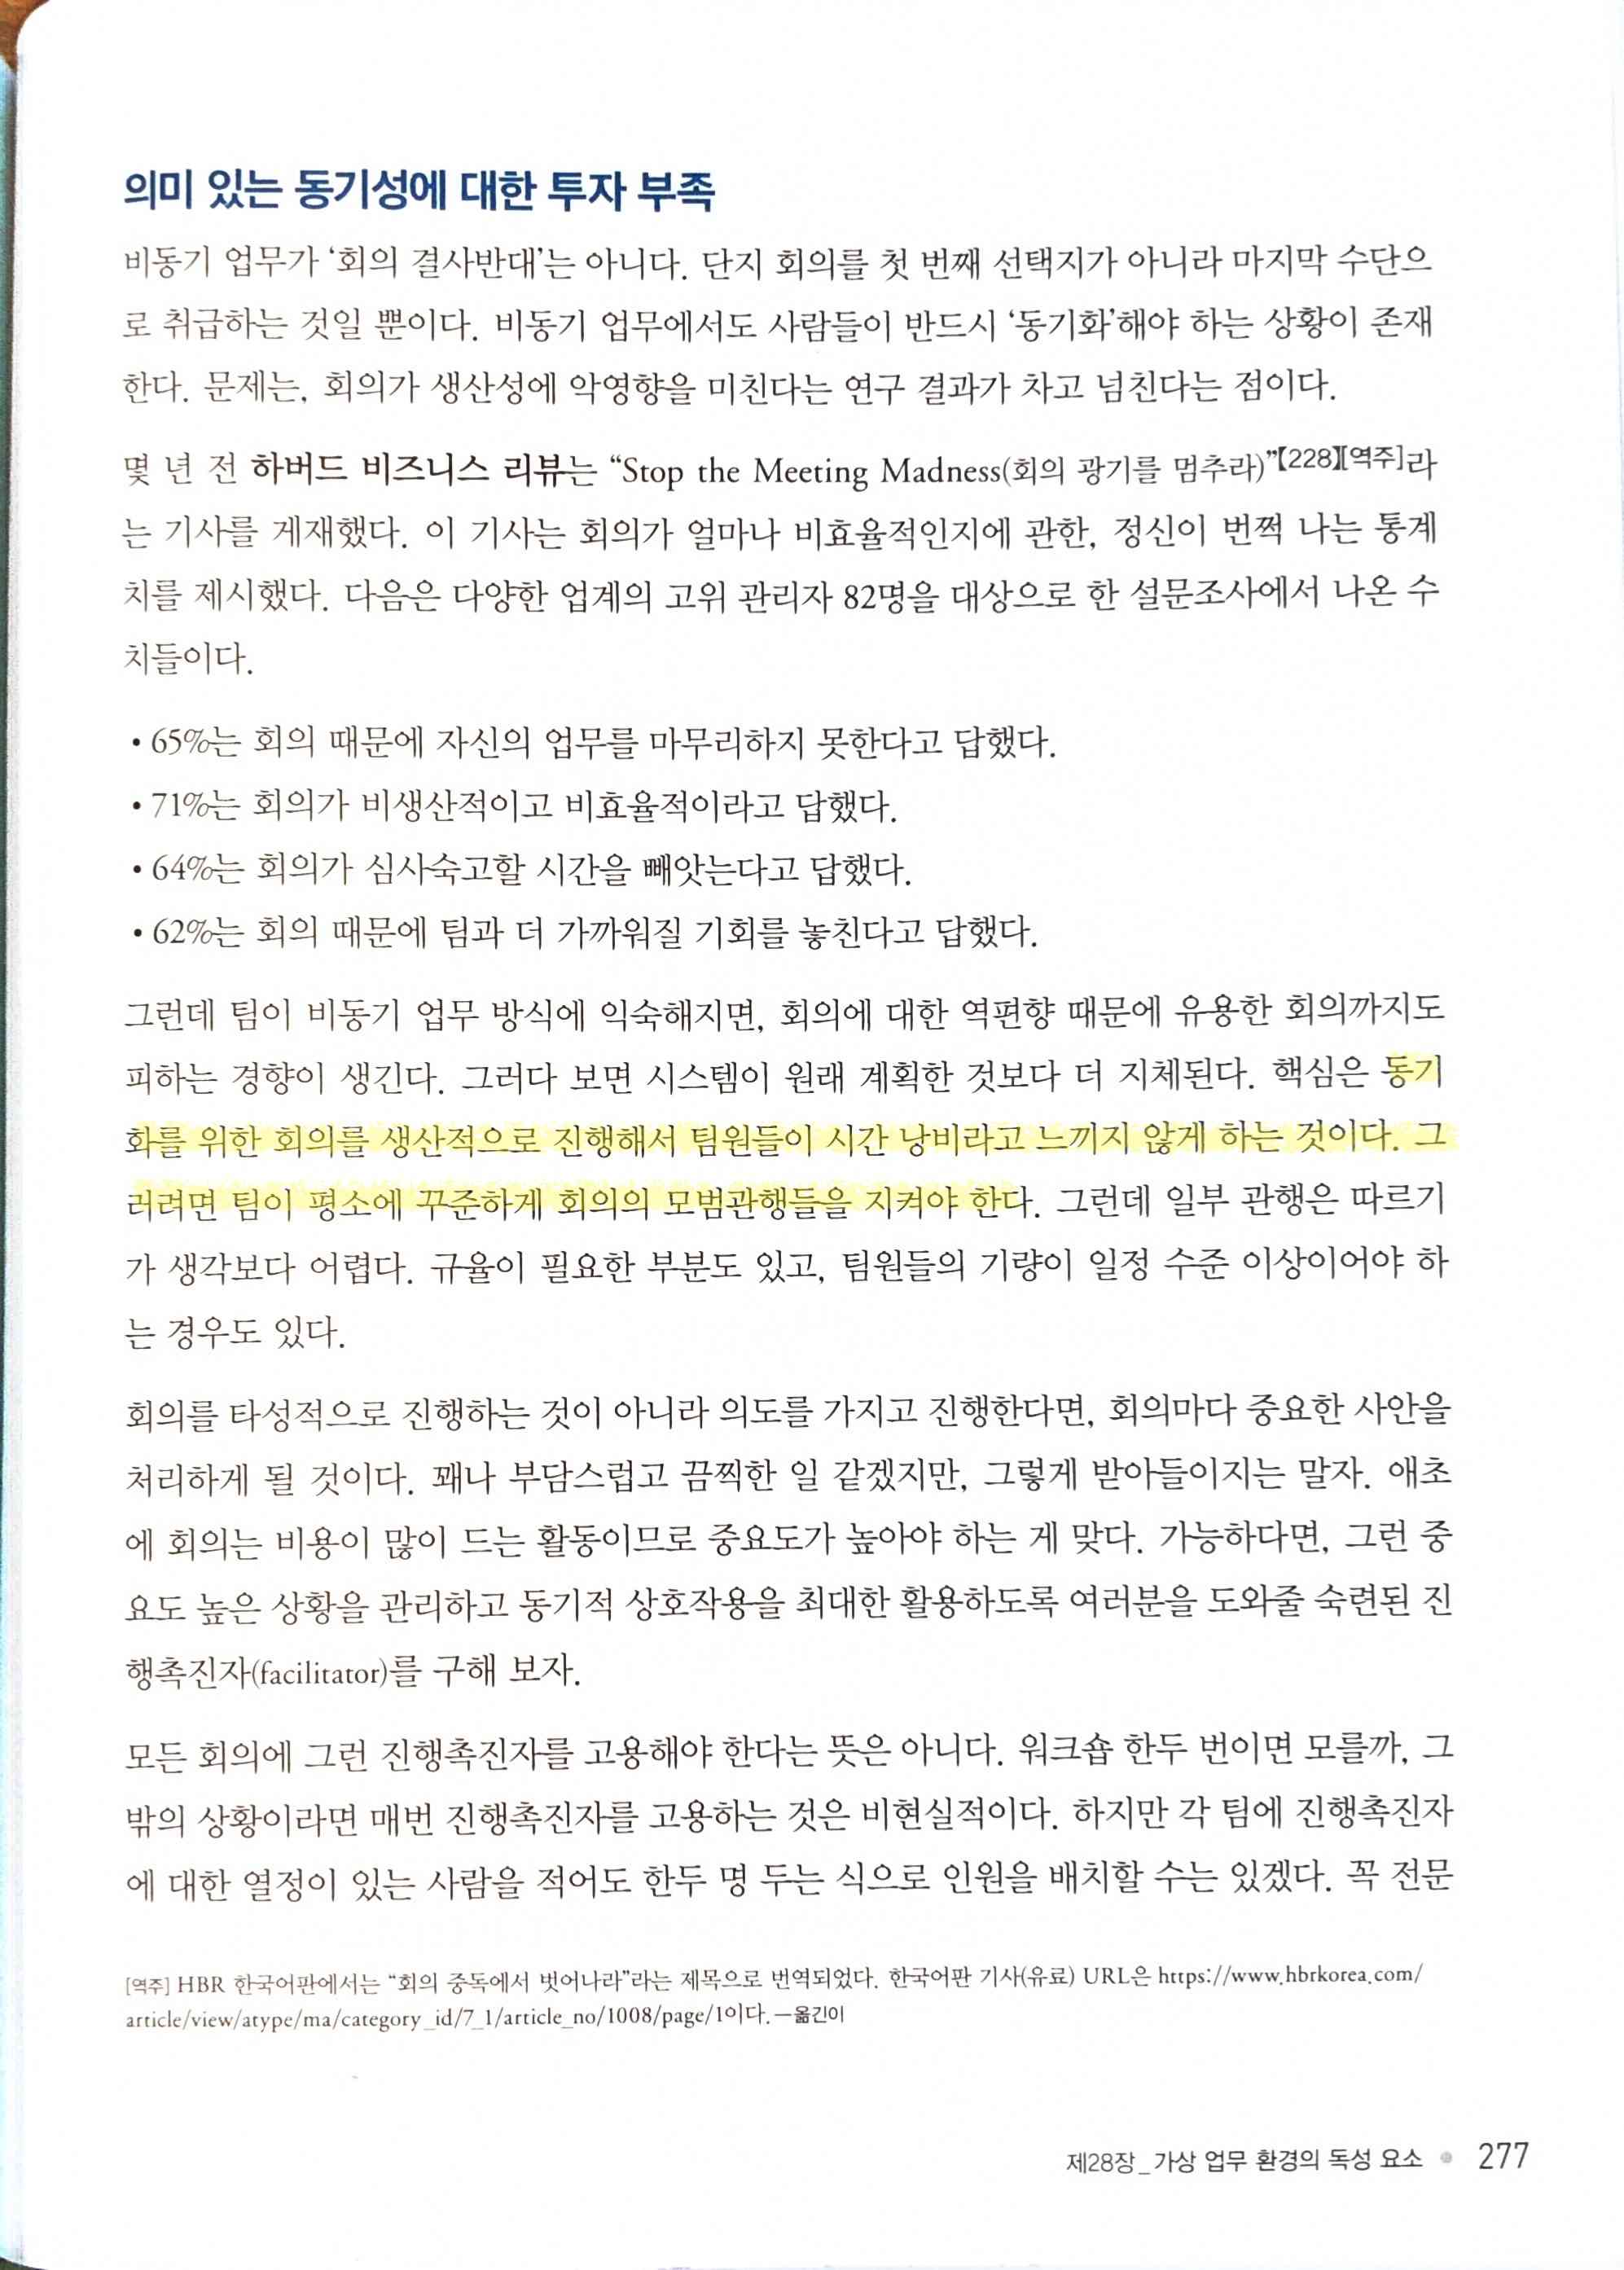 의미 있는 동기성에 대한 투자 부족
비동기 업무가 ‘회의 결사반대’는 아니다. 단지 회의를 첫 번째 선택지가 아니라 마지막 수단으
로 취급하는 것일 뿐이다. 비동기 업무에서도 사람들이 반드시 ‘동기화’해야 하는 상황이 존재
한다. 문제는, 회의가 생산성에 악영향을 미친다는 연구 결과가 차고 넘친다는 점이다.
몇 년 전 하버드 비즈니스 리뷰는 “Stop the Meeting Madness(회의 광기를 멈추라)”【228】[역주]라
는 기사를 게재했다. 이 기사는 회의가 얼마나 비효율적인지에 관한, 정신이 번쩍 나는 통계
치를 제시했다. 다음은 다양한 업계의 고위 관리자 82명을 대상으로 한 설문조사에서 나온 수
치들이다.
• 65%는 회의 때문에 자신의 업무를 마무리하지 못한다고 답했다.
• 71%는 회의가 비생산적이고 비효율적이라고 답했다.
• 64%는 회의가 심사숙고할 시간을 빼앗는다고 답했다.
• 62%는 회의 때문에 팀과 더 가까워질 기회를 놓친다고 답했다.
그런데 팀이 비동기 업무 방식에 익숙해지면, 회의에 대한 역편향 때문에 유용한 회의까지도
피하는 경향이 생긴다. 그러다 보면 시스템이 원래 계획한 것보다 더 지체된다. 핵심은 동기
화를 위한 회의를 생산적으로 진행해서 팀원들이 시간 낭비라고 느끼지 않게 하는 것이다. 그
러려면 팀이 평소에 꾸준하게 회의의 모범관행들을 지켜야 한다. 그런데 일부 관행은 따르기
가 생각보다 어렵다. 규율이 필요한 부분도 있고, 팀원들의 기량이 일정 수준 이상이어야 하
는 경우도 있다.
회의를 타성적으로 진행하는 것이 아니라 의도를 가지고 진행한다면, 회의마다 중요한 사안을
처리하게 될 것이다. 꽤나 부담스럽고 끔찍한 일 같겠지만, 그렇게 받아들이지는 말자. 애초
에 회의는 비용이 많이 드는 활동이므로 중요도가 높아야 하는 게 맞다. 가능하다면, 그런 중
요도 높은 상황을 관리하고 동기적 상호작용을 최대한 활용하도록 여러분을 도와줄 숙련된 진
행촉진자(facilitator)를 구해 보자.
모든 회의에 그런 진행촉진자를 고용해야 한다는 뜻은 아니다. 워크숍 한두 번이면 모를까, 그
밖의 상황이라면 매번 진행촉진자를 고용하는 것은 비현실적이다. 하지만 각 팀에 진행촉진자
에 대한 열정이 있는 사람을 적어도 한두 명 두는 식으로 인원을 배치할 수는 있겠다. 꼭 전문
[역주] HBR 한국어판에서는 “회의 중독에서 벗어나라”라는 제목으로 번역되었다. 한국어판 기사(유료) URL은 https://www.hbrkorea.com/
article/view/atype/ma/category_id/7_1/article_no/1008/page/1이다.—옮긴이
제28장_가상 업무 환경의 독성 요소 • 277